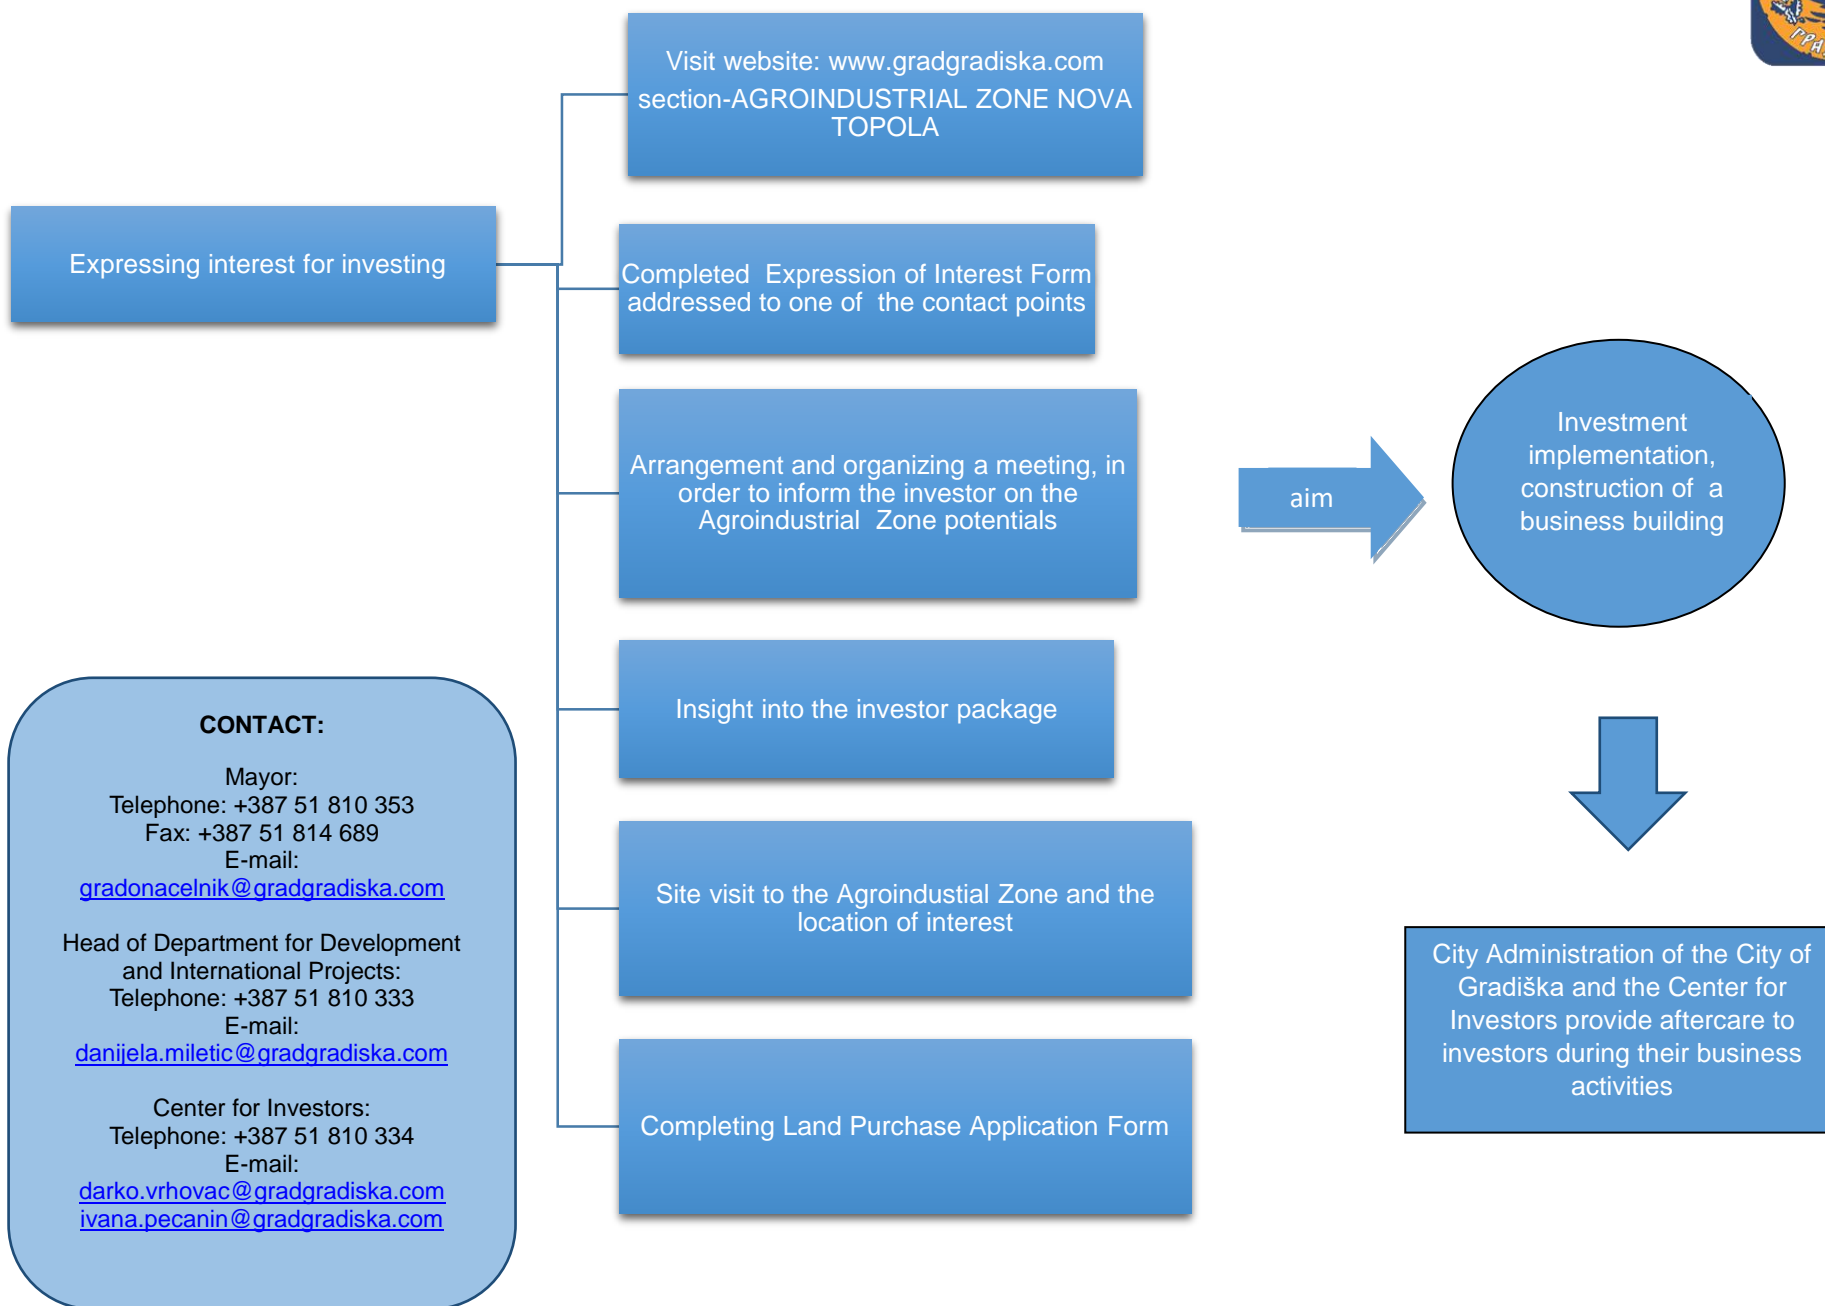 Visit website: www.gradgradiska.com
section-AGROINDUSTRIAL ZONE NOVA
TOPOLA
Expressing interest for investing
Completed  Expression of Interest Form
addressed to one of  the contact points
Arrangement and organizing a meeting, in
order to inform the investor on the
Agroindustrial  Zone potentials
aim
Investment
implementation,
construction of  a
business building
Insight into the investor package
Site visit to the Agroindustial Zone and the
location of interest
Completing Land Purchase Application Form
City Administration of the City of
Gradiška and the Center for
Investors provide aftercare to
investors during their business
activities
CONTACT:
Mayor:
Telephone: +387 51 810 353
Fax: +387 51 814 689
E-mail:
gradonacelnik@gradgradiska.com
Head of Department for Development
and International Projects:
Telephone: +387 51 810 333
E-mail:
danijela.miletic@gradgradiska.com
Center for Investors:
Telephone: +387 51 810 334
E-mail:
darko.vrhovac@gradgradiska.com
ivana.pecanin@gradgradiska.com